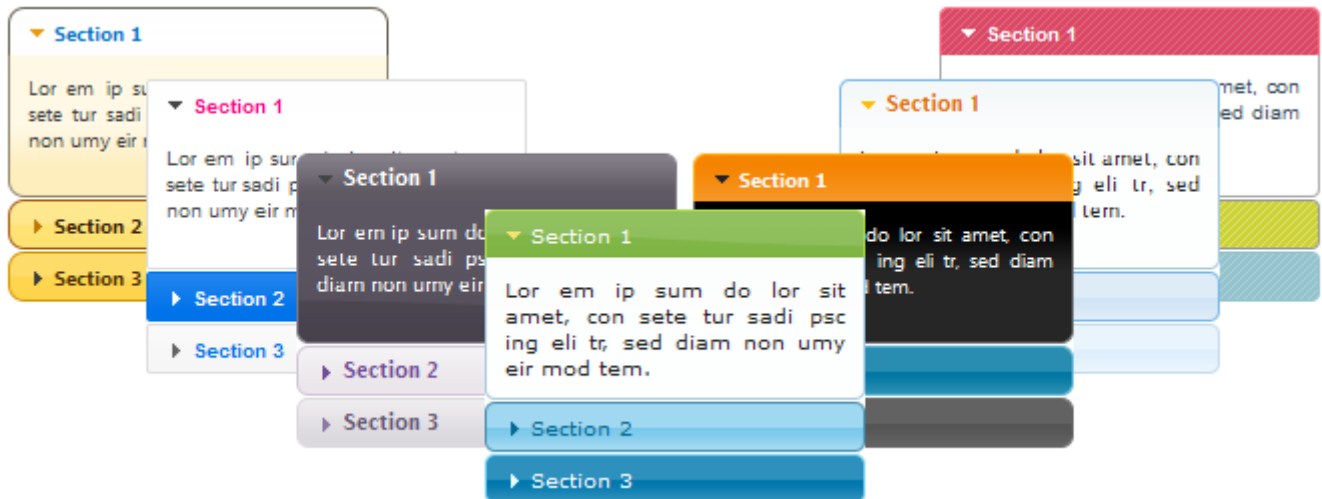 Section 1
Lor em ip su
sete tur sadi
non umy eir
Section 2
Section 3
Section 1
Lor em ip sur
sete tur sadi p
non umy eir m
Section 2
Section 3
Section 1
Lor em ip sum do
sete tur sadi ps
diam non umy eir
Section 2
Section 3
Section 1
Lor em ip sum do lor sit
amet, con sete tur sadi psc
ing eli tr, sed diam non umy
eir mod tem.
Section 2
Section 3
Section 1
do lor sit amet, con
ing eli tr, sed diam
tem.
Section 1
sit amet, con
eli tr, sed
tem.
Section 1
amet, con
sed diam